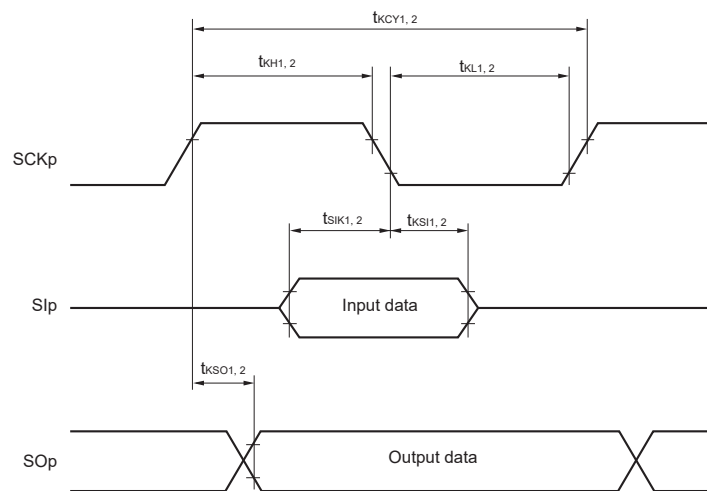 tKCY1, 2
tKH1, 2
tKL1, 2
SCKp
tSIK1, 2
tKSI1, 2
SIp
Input data
tKSO1, 2
SOp
Output data